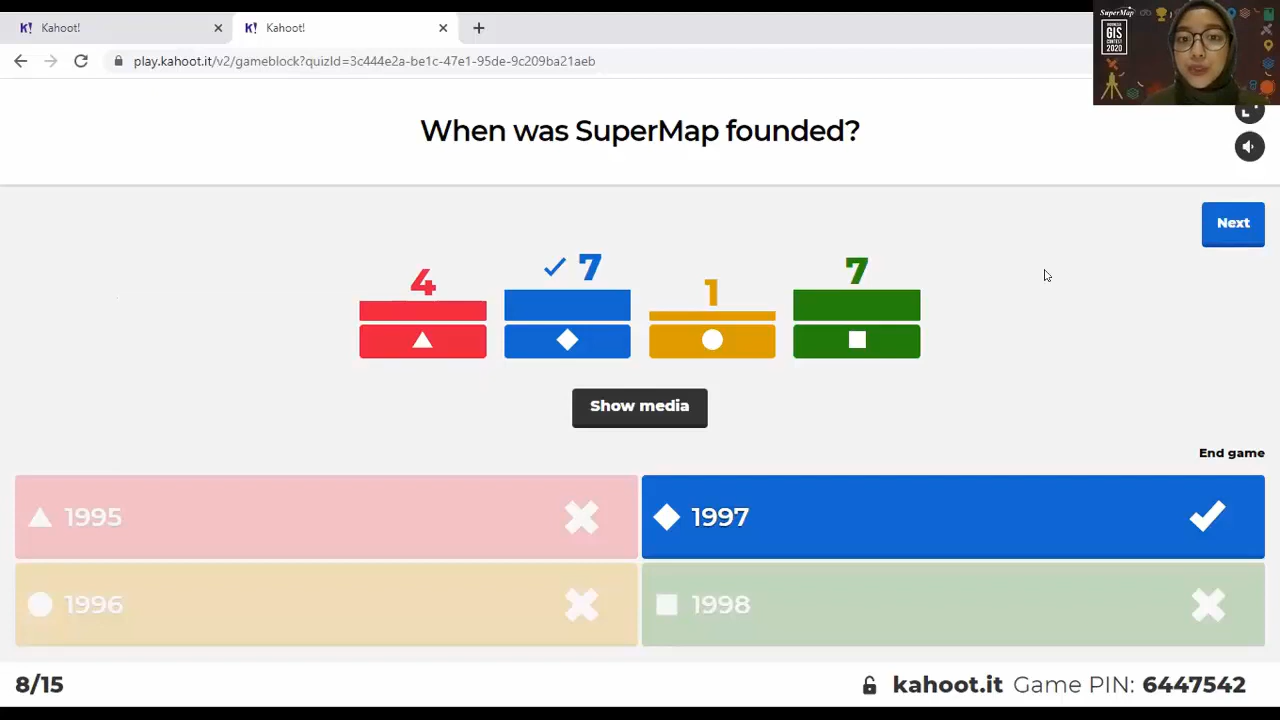 Kahoot!
Kahoot!
play.kahoot.it/v2/gameblock?quizId=3c444e2a-be1c-47e1-95de-9c209ba21aeb
SuperMap
GIS
CONTEST
2020
When was SuperMap founded?
Next
4
7
1
7
Show media
End game
1995
1997
1996
1998
8/15
kahoot.it Game PIN: 6447542